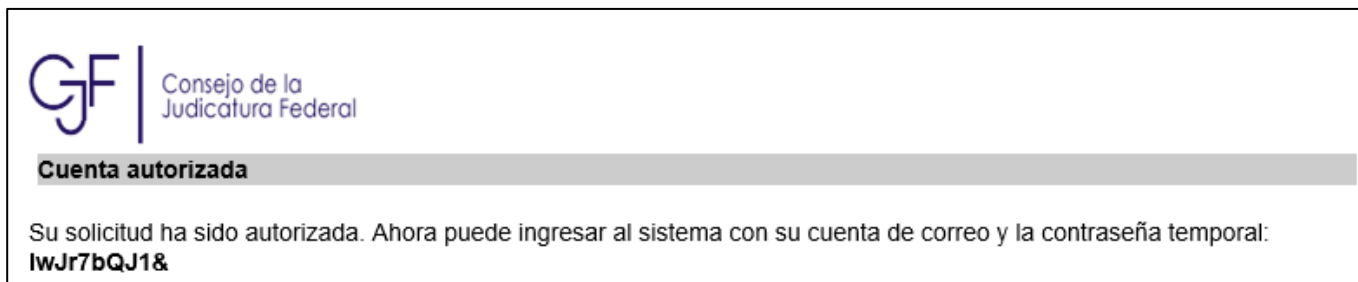 CJF
Consejo de la
Judicatura Federal
Cuenta autorizada
Su solicitud ha sido autorizada. Ahora puede ingresar al sistema con su cuenta de correo y la contraseña temporal:
IwJr7bQJ1&